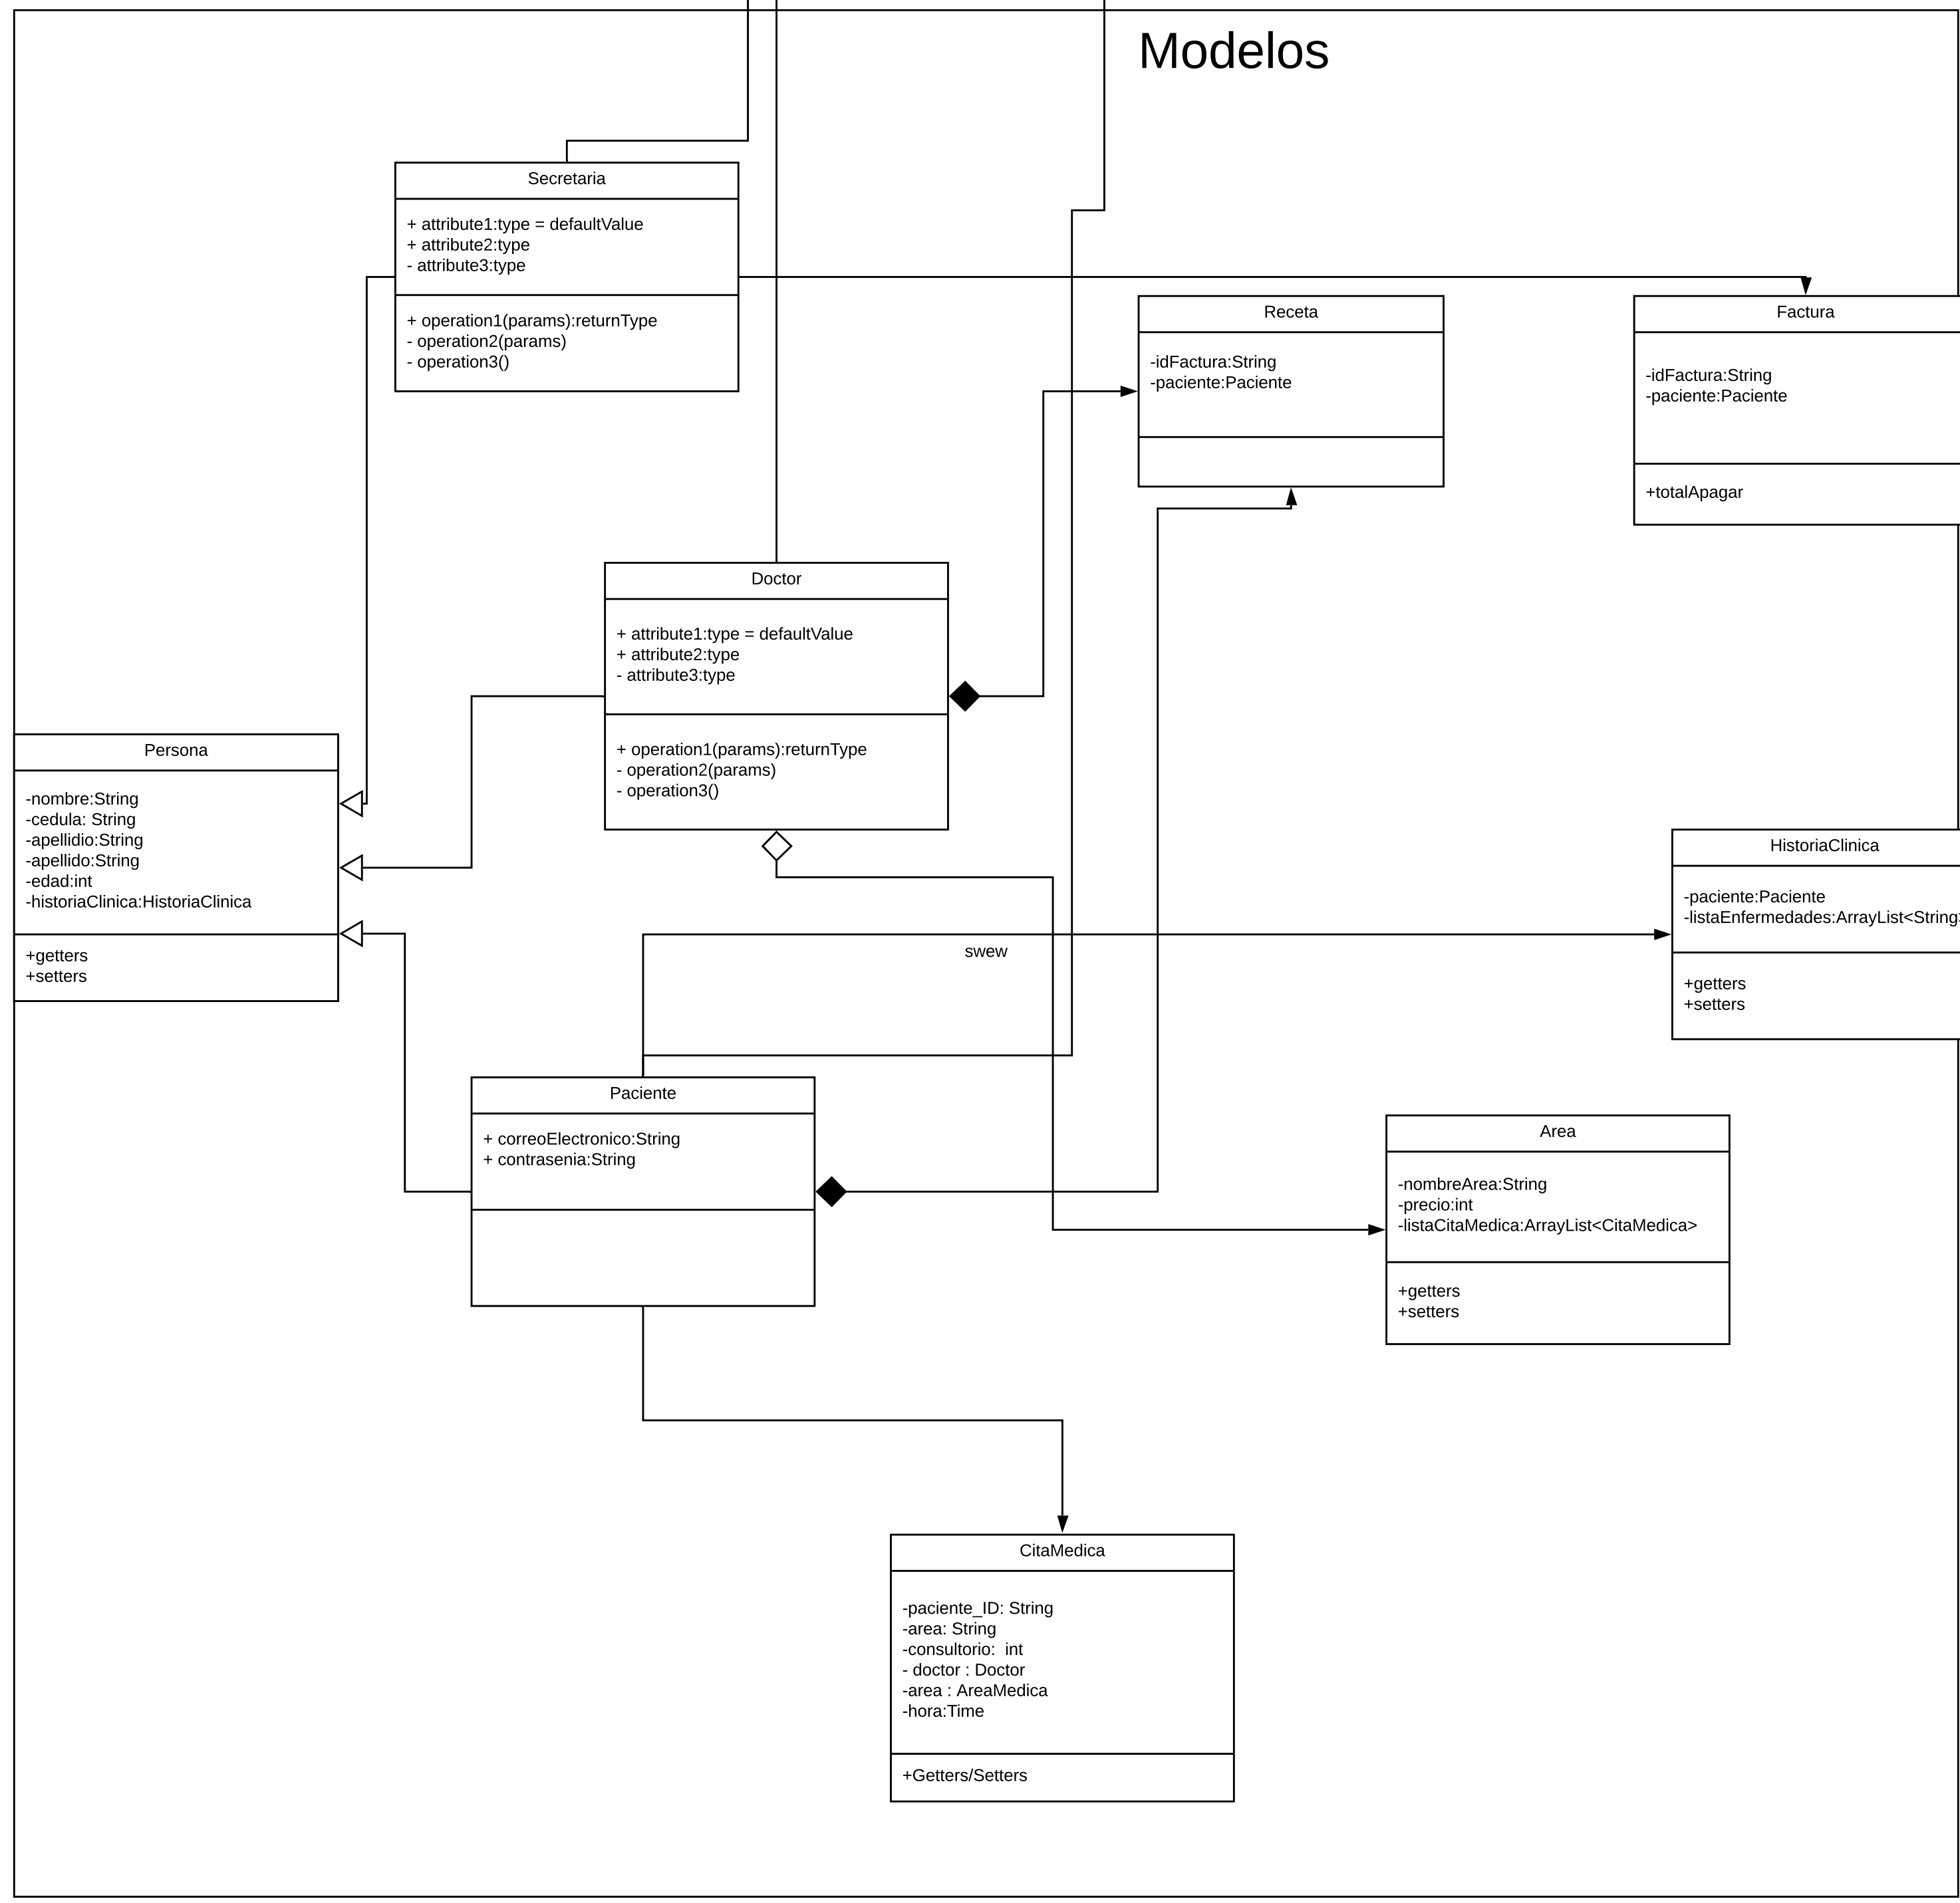 Modelos
Secretaria
+ attribute1:type = defaultValue
+ attribute2:type
- attribute3:type
+ operation1(params):returnType
- operation2(params)
- operation3()
Receta
-idFactura:String
-paciente:Paciente
Factura
-idFactura:String
-paciente:Paciente
+totalApagar
Doctor
+ attribute1:type = defaultValue
+ attribute2:type
- attribute3:type
+ operation1(params):returnType
- operation2(params)
- operation3()
Persona
-nombre:String
-cedula: String
-apellidio:String
-apellido:String
-edad:int
-historiaClinica:HistoriaClinica
+getters
+setters
HistoriaClinica
-paciente:Paciente
-listaEnfermedades:ArrayList<String>
+getters
+setters
swew
Paciente
+ correoElectronico:String
+ contrasenia:String
Area
-nombreArea:String
-precio:int
-listaCitaMedica:ArrayList<CitaMedica>
+getters
+setters
CitaMedica
-paciente_ID: String
-area: String
-consultorio:  int
- doctor : Doctor
-area : AreaMedica
-hora:Time
+Getters/Setters